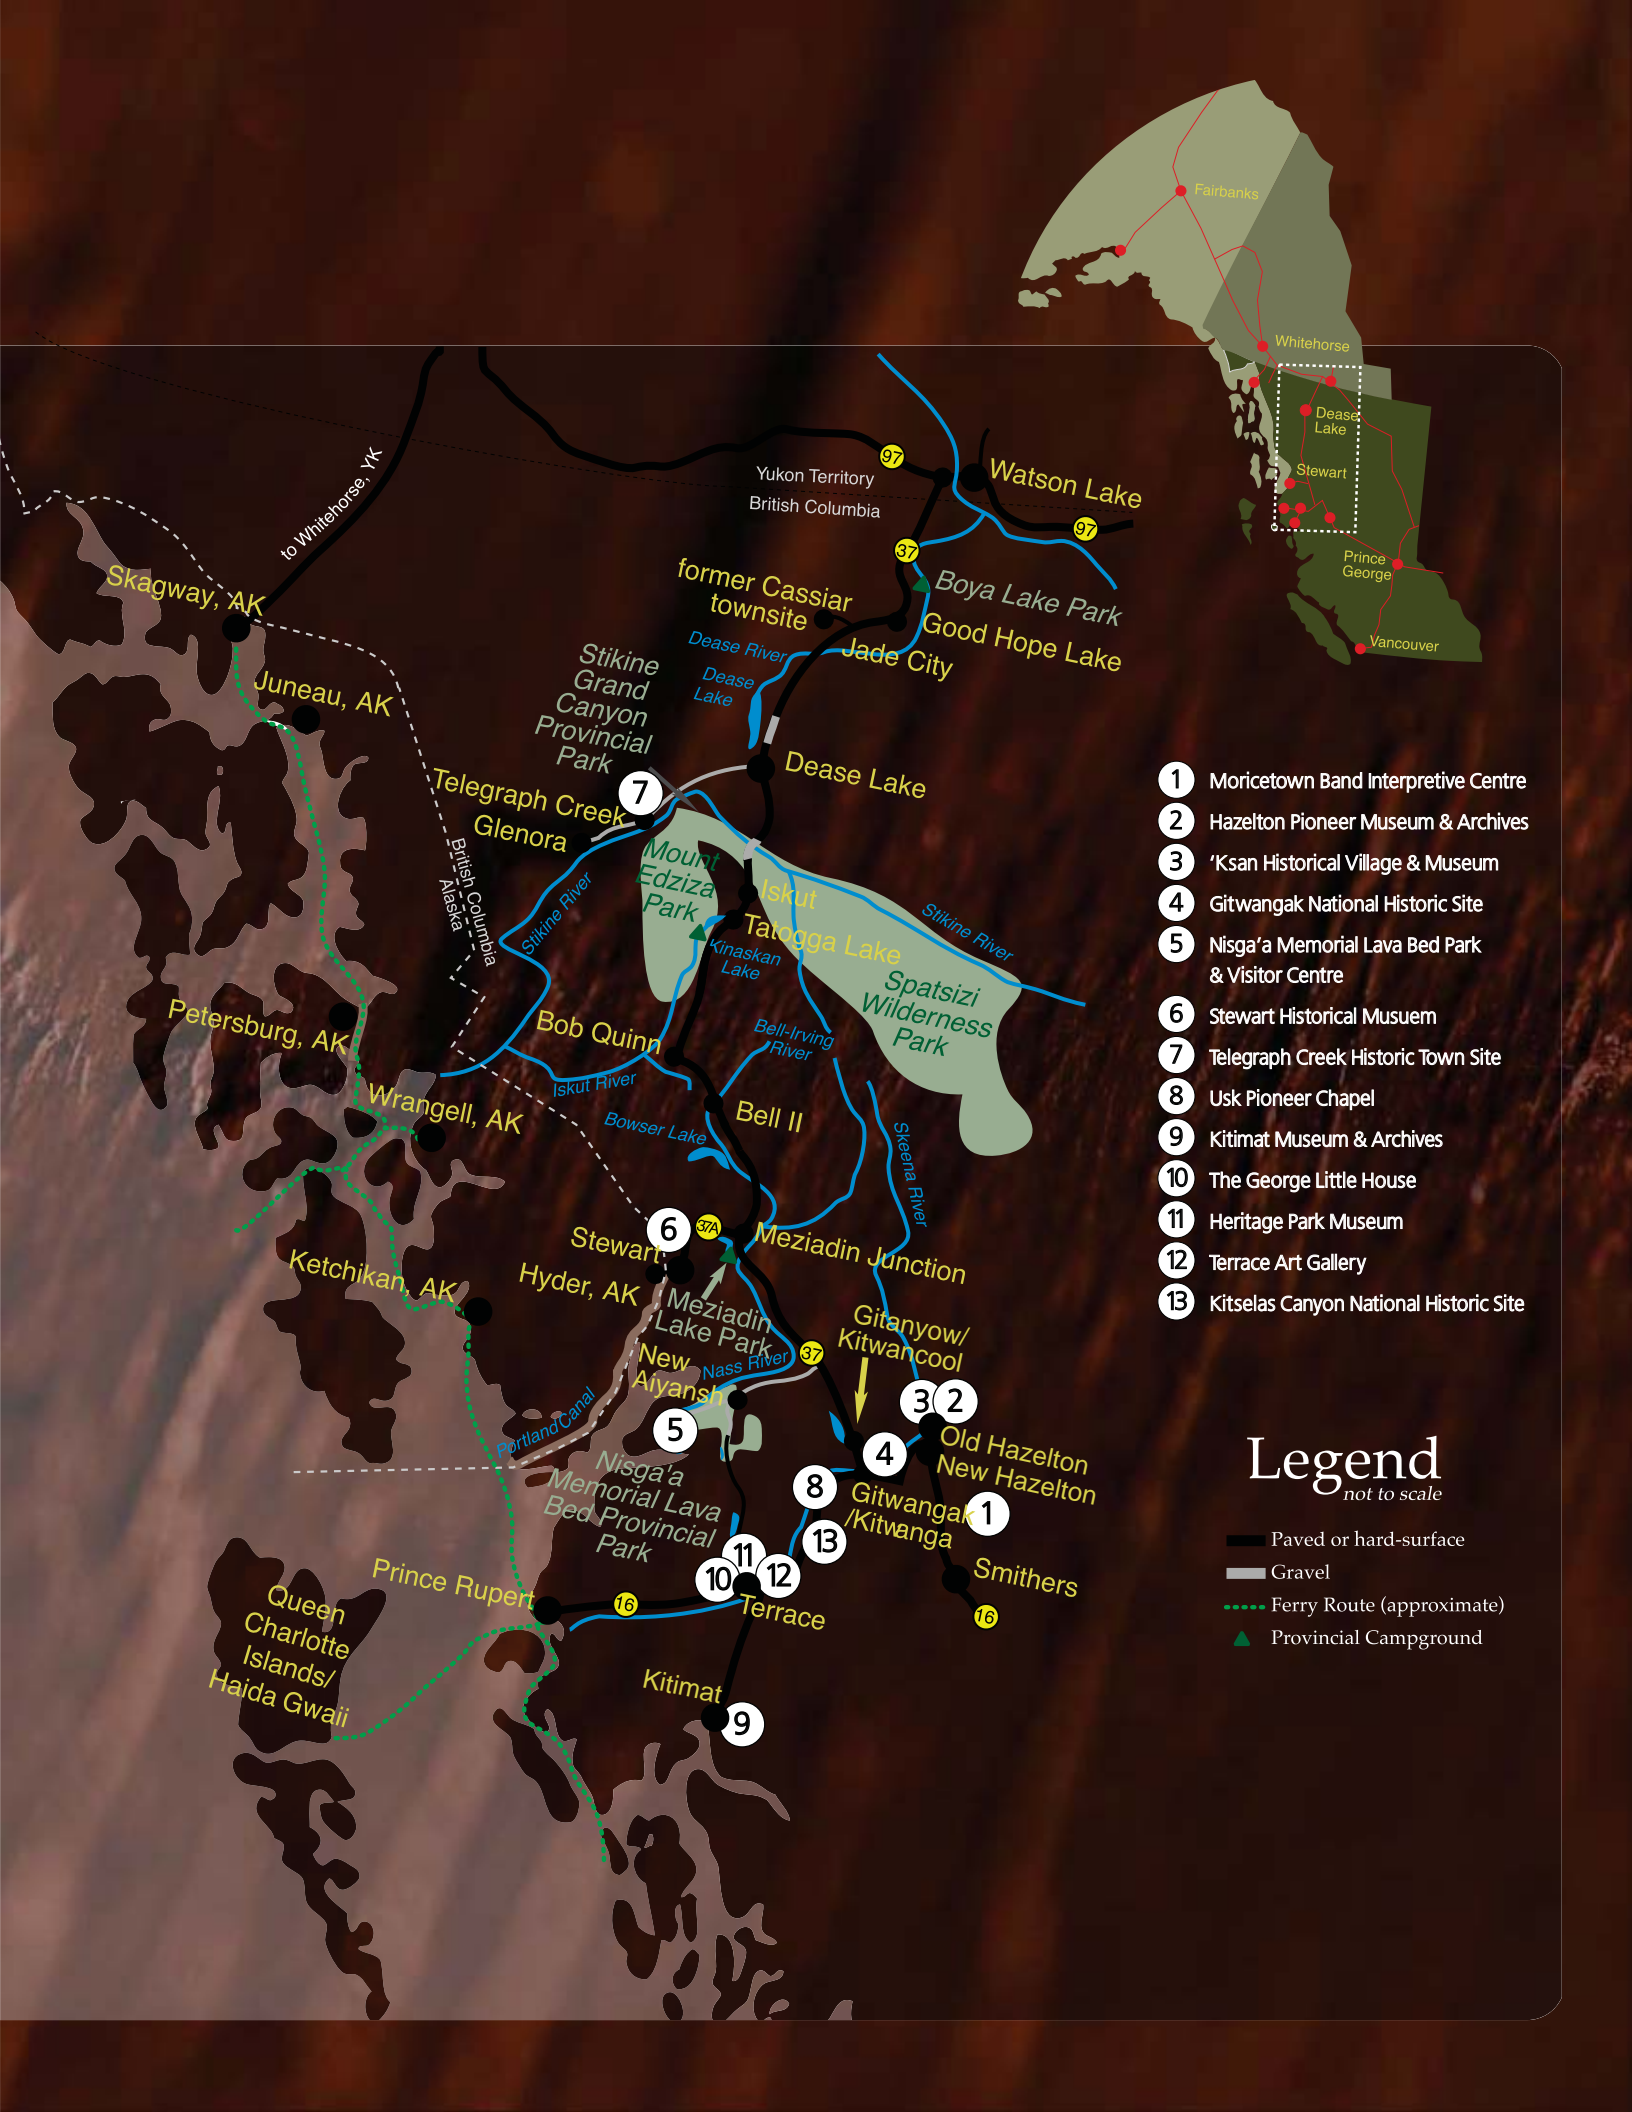 Fairbanks
Whitehorse
Dease
Lake
Stewart
Prince
George
Vancouver
to Whitehorse, YK
97
Yukon Territory
British Columbia
Watson Lake
97
37
Skagway, AK
former Cassiar
townsite
Boya Lake Park
Good Hope Lake
Jade City
Dease River
Dease
Lake
Juneau, AK
Stikine
Grand
Canyon
Provincial
Park
Dease Lake
7
Telegraph Creek
Glenora
British Columbia
Alaska
Mount
Edziza
Park
Iskut
Tatogga Lake
Kinaskan
Lake
Stikine River
Stikine River
Spatsizi
Wilderness
Park
Petersburg, AK
Bob Quinn
Bell-Irving
River
Iskut River
Wrangell, AK
Bell II
Bowser Lake
Skeena River
6
37A
Stewart
Meziadin Junction
Ketchikan, AK
Hyder, AK
Meziadin
Lake Park
Gitanyow/
Kitwancool
New
Aiyansh
Nass River
37
Portland Canal
3
2
5
4
Old Hazelton
New Hazelton
Nisga'a
Memorial Lava
Bed Provincial
Park
8
Gitwangak
/Kitwanga
1
13
11
10
12
Prince Rupert
16
Terrace
Smithers
16
Queen
Charlotte
Islands/
Haida Gwaii
Kitimat
9
1 Moricetown Band Interpretive Centre
2 Hazelton Pioneer Museum & Archives
3 ‘Ksan Historical Village & Museum
4 Gitwangak National Historic Site
5 Nisga’a Memorial Lava Bed Park
& Visitor Centre
6 Stewart Historical Musuem
7 Telegraph Creek Historic Town Site
8 Usk Pioneer Chapel
9 Kitimat Museum & Archives
10 The George Little House
11 Heritage Park Museum
12 Terrace Art Gallery
13 Kitselas Canyon National Historic Site
Legend
not to scale
Paved or hard-surface
Gravel
Ferry Route (approximate)
Provincial Campground